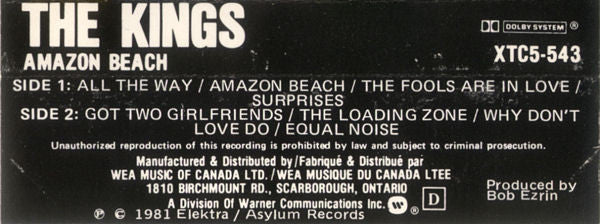 THE KINGS
DOLBY SYSTEM ®
AMAZON BEACH
XTC5-543
SIDE 1: ALL THE WAY / AMAZON BEACH / THE FOOLS ARE IN LOVE /
SURPRISES
SIDE 2: GOT TWO GIRLFRIENDS / THE LOADING ZONE / WHY DON'T
LOVE DO / EQUAL NOISE
Unauthorized reproduction of this recording is prohibited by law and subject to criminal prosecution.
Manufactured & Distributed by/Fabriqué & Distribué par
WEA MUSIC OF CANADA LTD. / WEA MUSIQUE DU CANADA LTEE
1810 BIRCHMOUNT RD., SCARBOROUGH, ONTARIO
A Division Of Warner Communications Inc. ® D
Produced by
Bob Ezrin
℗ © 1981 Elektra / Asylum Records